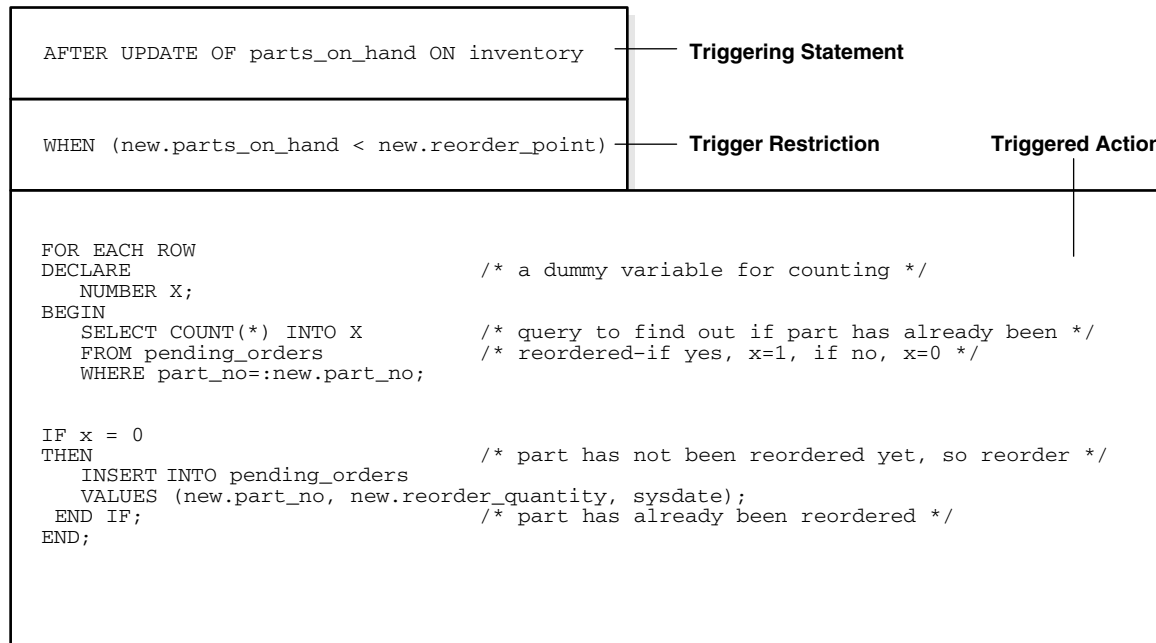 AFTER UPDATE OF parts_on_hand ON inventory
Triggering Statement
WHEN (new.parts_on_hand < new.reorder_point)
Trigger Restriction
Triggered Action
FOR EACH ROW
DECLARE /* a dummy variable for counting */
NUMBER X;
BEGIN
SELECT COUNT(*) INTO X /* query to find out if part has already been */
FROM pending_orders /* reordered–if yes, x=1, if no, x=0 */
WHERE part_no=:new.part_no;
IF x = 0
THEN /* part has not been reordered yet, so reorder */
INSERT INTO pending_orders
VALUES (new.part_no, new.reorder_quantity, sysdate);
END IF; /* part has already been reordered */
END;